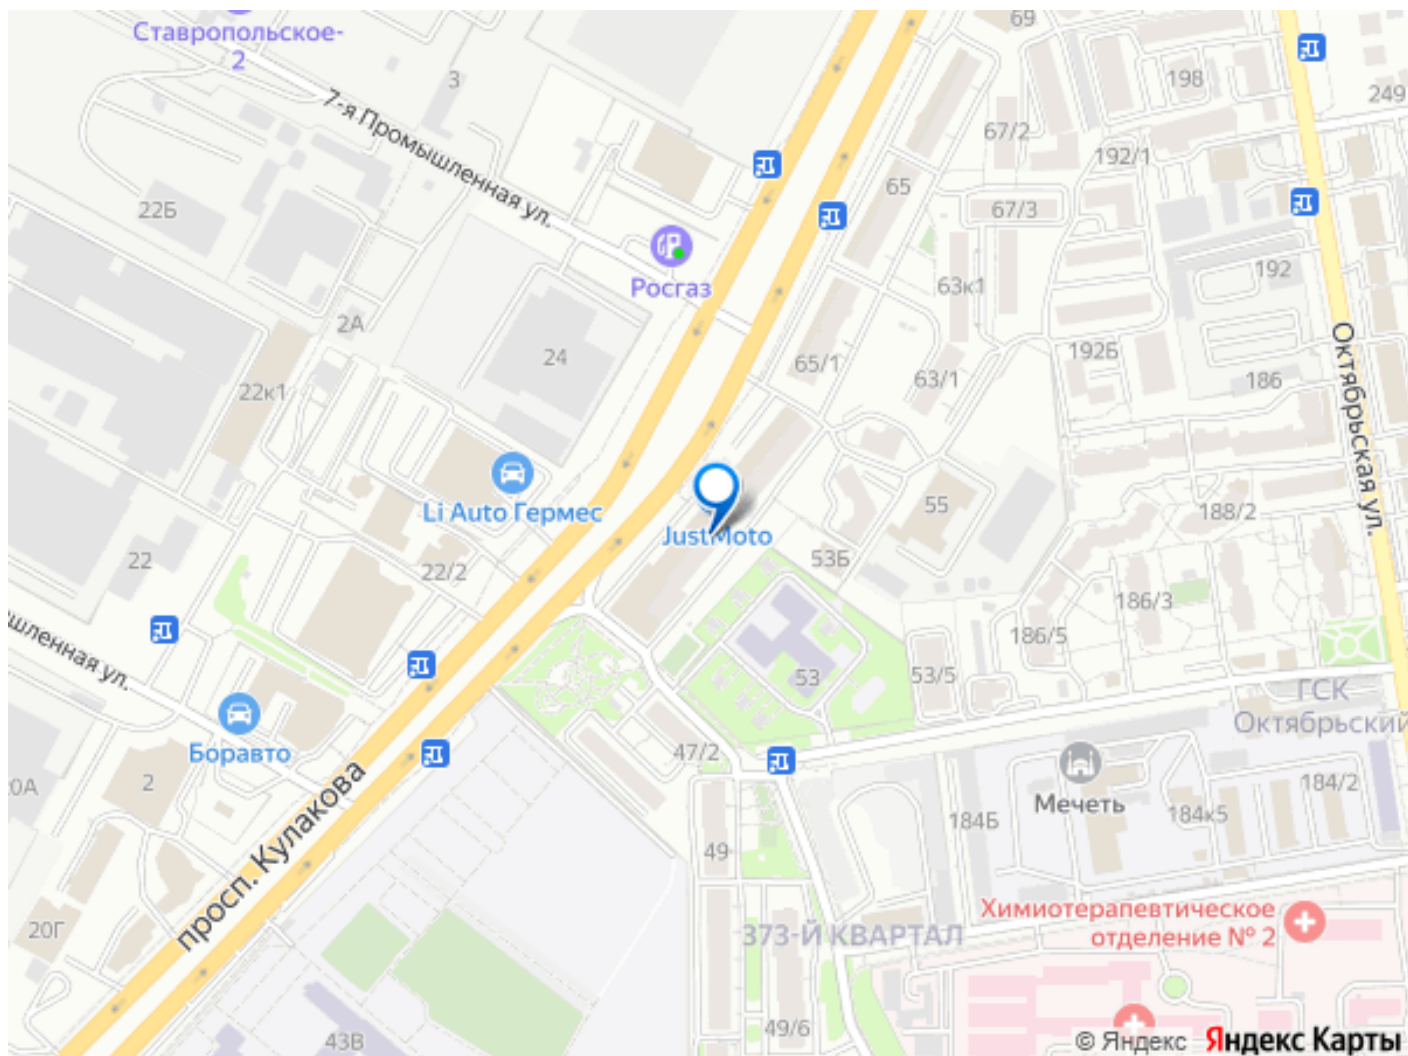 Ставропольское-
2
69
3
198
249
7-я Промышленная ул.
67/2
192/1
22Б
65
67/3
Росгаз
63к1
192
2А
Октябрьская ул.
24
65/1
63/1
192Б
186
22к1
Li Auto Гермес
JustMoto
55
188/2
22
22/2
53Б
186/3
186/5
шленная ул.
53
53/5
ГСК
Октябрьский
Боравто
47/2
2
0А
просп. Кулакова
Мечеть
184/2
184Б
184к5
49
20Г
373-Й КВАРТАЛ
Химиотерапевтическое
отделение № 2
49/6
43В
© Яндекс Яндекс Карты